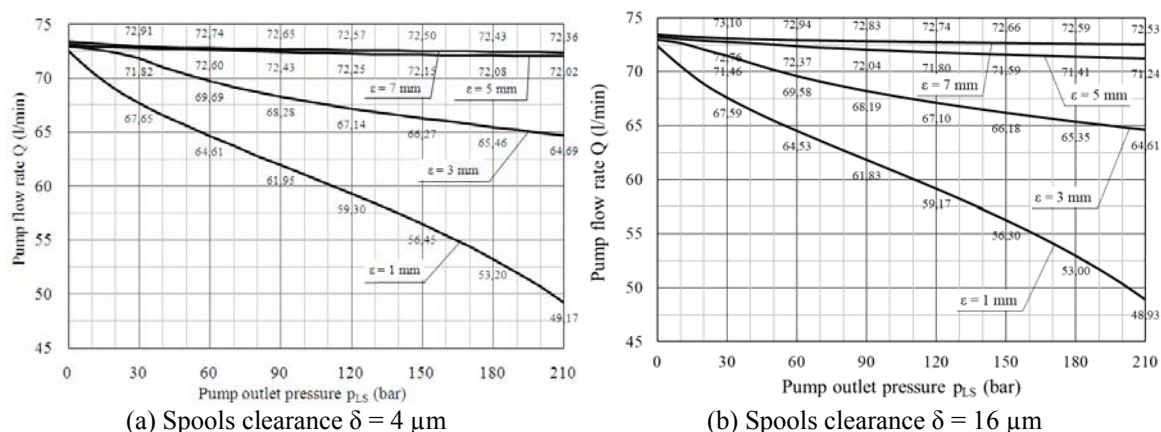 75
70
65
60
55
50
45
Pump flow rate Q (l/min)
72,91 72,74 72,65 72,57 72,50 72,43 72,36
71,82 72,60 72,43 72,25 72,15 72,08 72,02
67,65 69,69 68,28 67,14 66,27 65,46 64,69
64,61 61,95 59,30 56,45 53,20 49,17
ε = 7 mm
ε = 5 mm
ε = 3 mm
ε = 1 mm
0 30 60 90 120 150 180 210
Pump outlet pressure pLS (bar)
(a) Spools clearance δ = 4 µm
75
70
65
60
55
50
45
Pump flow rate Q (l/min)
73,10 72,94 72,83 72,74 72,66 72,59 72,53
72,76 72,37 72,04 71,80 71,59 71,41 71,24
71,46 69,58 68,19 67,10 66,18 65,35 64,61
67,59 64,53 61,83 59,17 56,30 53,00 48,93
ε = 7 mm
ε = 5 mm
ε = 3 mm
ε = 1 mm
0 30 60 90 120 150 180 210
Pump outlet pressure pLS (bar)
(b) Spools clearance δ = 16 µm